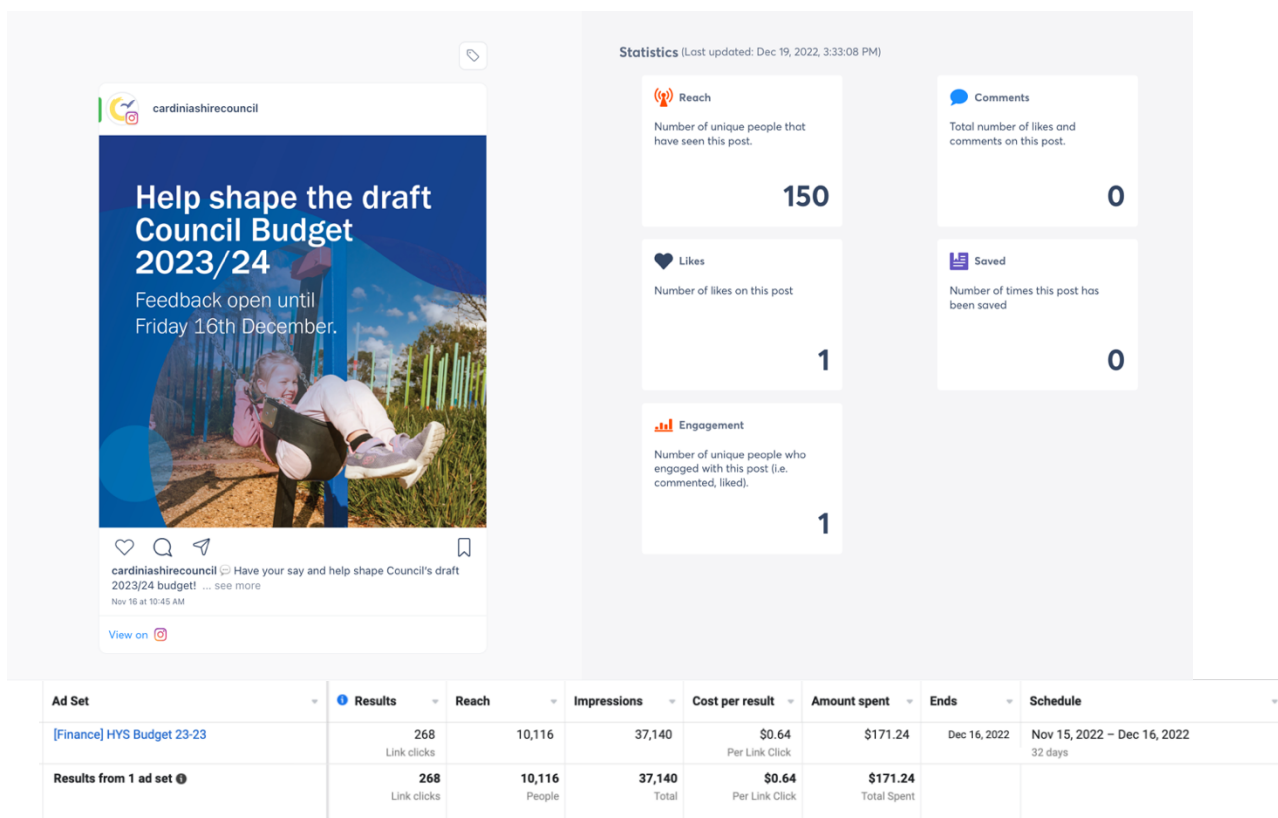 Statistics (Last updated: Dec 19, 2022, 3:33:08 PM)
cardiniashirecouncil
Help shape the draft
Council Budget
2023/24
Feedback open until
Friday 16th December.
cardiniashirecouncil 💬 Have your say and help shape Council's draft
2023/24 budget! ... see more
Nov 16 at 10:45 AM
View on
Reach
Number of unique people that
have seen this post.
150
Comments
Total number of likes and
comments on this post.
0
Likes
Number of likes on this post
1
Saved
Number of times this post has
been saved
0
Engagement
Number of unique people who
engaged with this post (i.e.
commented, liked).
1
Ad Set Results Reach Impressions Cost per result Amount spent Ends Schedule
[Finance] HYS Budget 23-23 268 10,116 37,140 $0.64 $171.24 Dec 16, 2022 Nov 15, 2022 – Dec 16, 2022
Link clicks Per Link Click 32 days
Results from 1 ad set 268 10,116 37,140 $0.64 $171.24
Link clicks People Total Per Link Click Total Spent